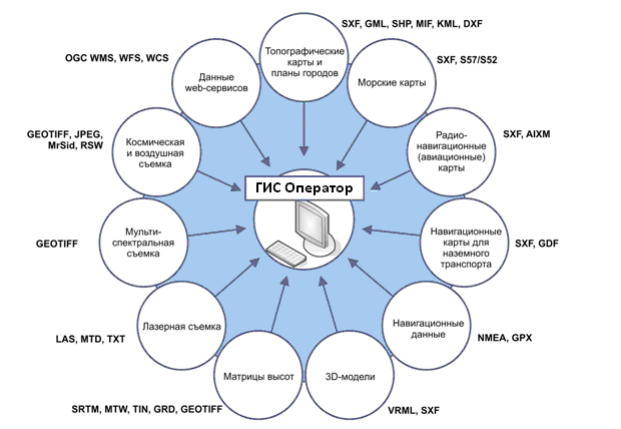 SXF, GML, SHP, MIF, KML, DXF
Топографические
карты и
планы городов
OGC WMS, WFS, WCS
Данные
web-сервисов
Морские карты
SXF, S57/S52
GEOTIFF, JPEG,
MrSid, RSW
Космическая
и воздушная
съемка
Радио-
навигационные
(авиационные)
карты
SXF, AIXM
ГИС Оператор
GEOTIFF
Мульти-
спектральная
съемка
Навигационные
карты для
наземного
транспорта
SXF, GDF
LAS, MTD, TXT
Лазерная съемка
Навигационные
данные
NMEA, GPX
Матрицы высот
3D-модели
SRTM, MTW, TIN, GRD, GEOTIFF
VRML, SXF